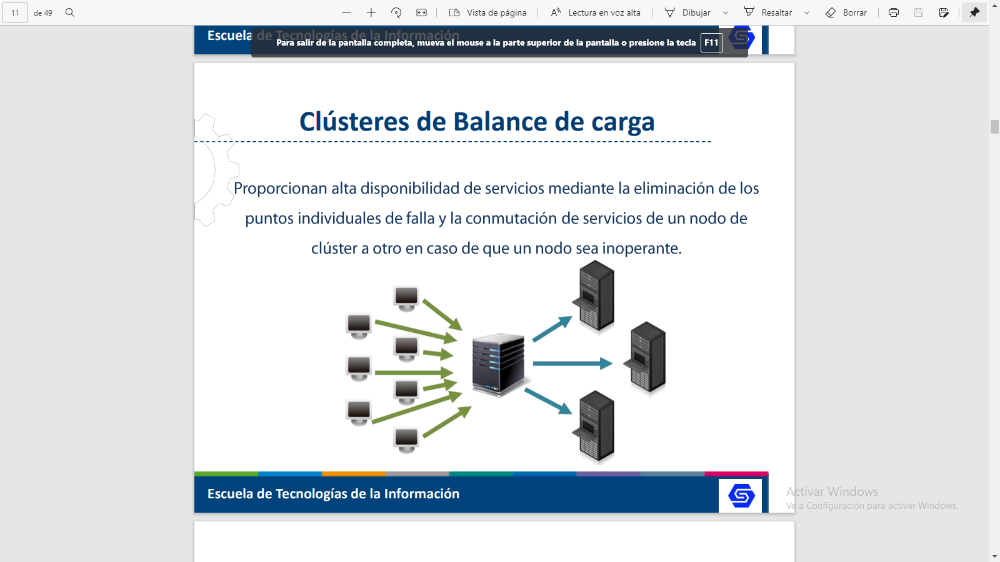 11 de 49 Vista de página Lectura en voz alta Dibujar Resaltar Borrar
Escuela de Tecnologías de la Información
Para salir de la pantalla completa, mueva el mouse a la parte superior de la pantalla o presione la tecla F11
Clústeres de Balance de carga
Proporcionan alta disponibilidad de servicios mediante la eliminación de los
puntos individuales de falla y la conmutación de servicios de un nodo de
clúster a otro en caso de que un nodo sea inoperante.
Escuela de Tecnologías de la Información
Activar Windows
Ve a Configuración para activar Windows.